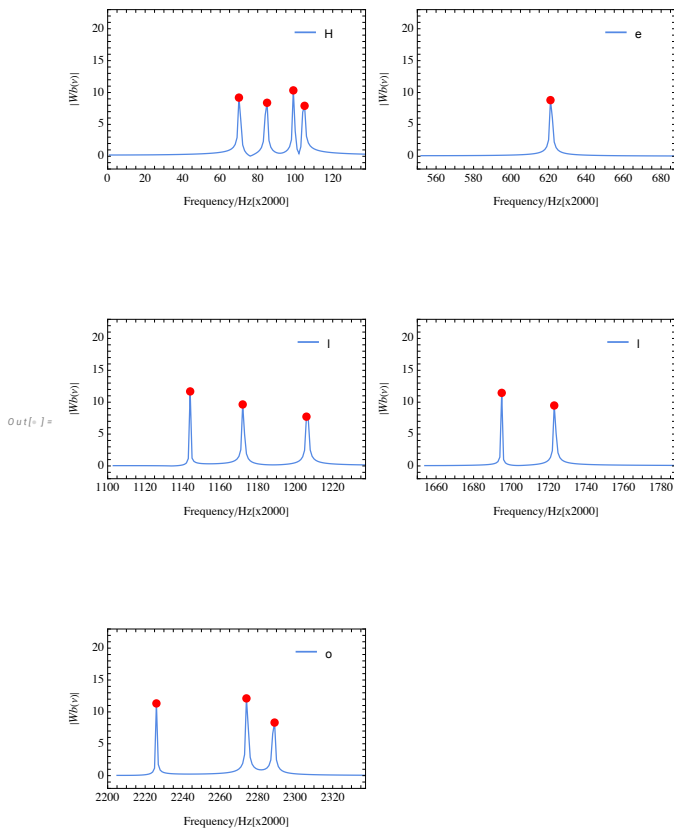 H
e
|Wb(ν)|
20
15
10
5
0
0 20 40 60 80 100 120
Frequency/Hz[x2000]
|Wb(ν)|
20
15
10
5
0
560 580 600 620 640 660 680
Frequency/Hz[x2000]
Out[◦]=
l
l
|Wb(ν)|
20
15
10
5
0
1100 1120 1140 1160 1180 1200 1220
Frequency/Hz[x2000]
|Wb(ν)|
20
15
10
5
0
1660 1680 1700 1720 1740 1760 1780
Frequency/Hz[x2000]
o
|Wb(ν)|
20
15
10
5
0
2200 2220 2240 2260 2280 2300 2320
Frequency/Hz[x2000]